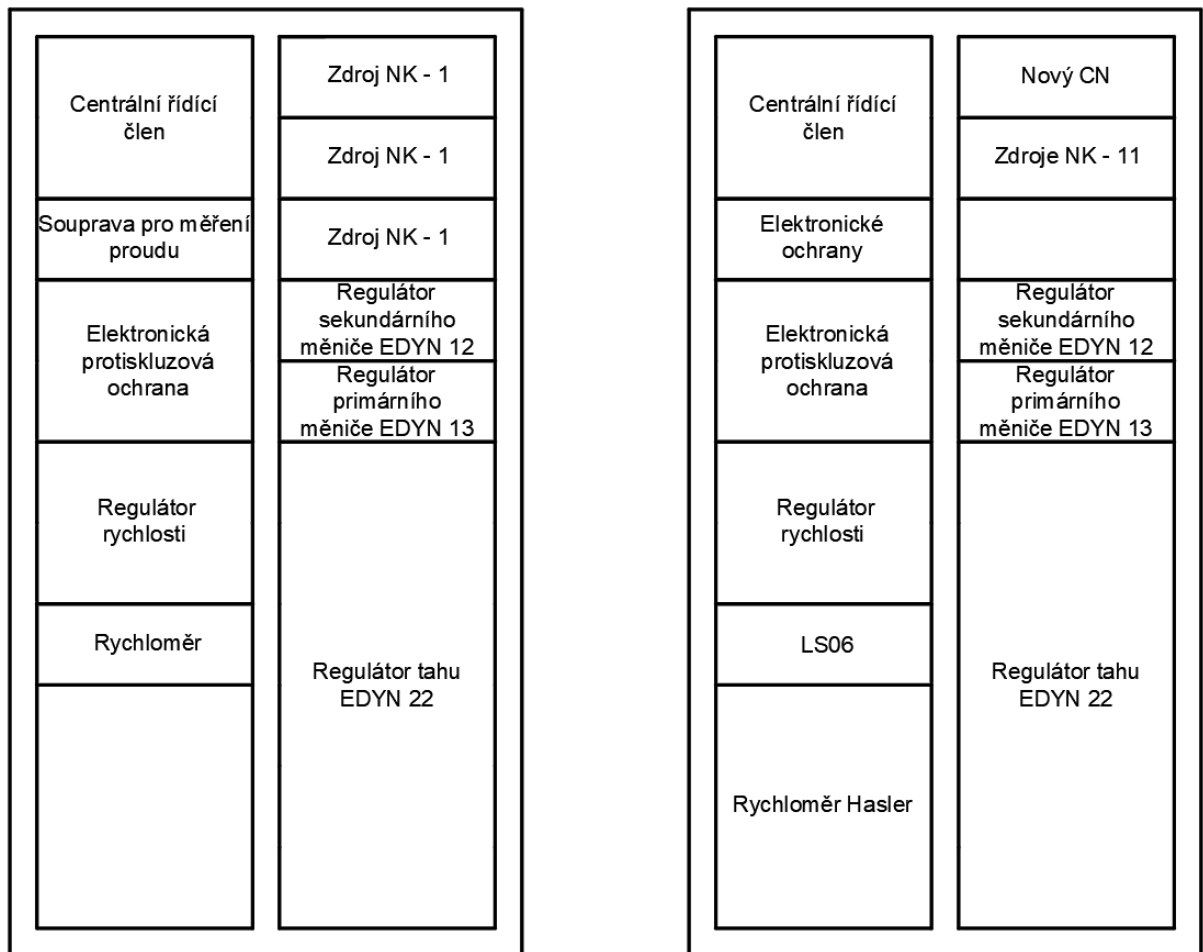 Centrální řídící
člen
Souprava pro měření
proudu
Elektronická
protiskluzová
ochrana
Regulátor
rychlosti
Rychloměr
Zdroj NK - 1
Zdroj NK - 1
Zdroj NK - 1
Regulátor
sekundárního
měniče EDYN 12
Regulátor
primárního
měniče EDYN 13
Regulátor tahu
EDYN 22
Centrální řídící
člen
Elektronické
ochrany
Elektronická
protiskluzová
ochrana
Regulátor
rychlosti
LS06
Rychloměr Hasler
Nový CN
Zdroje NK - 11
Regulátor
sekundárního
měniče EDYN 12
Regulátor
primárního
měniče EDYN 13
Regulátor tahu
EDYN 22